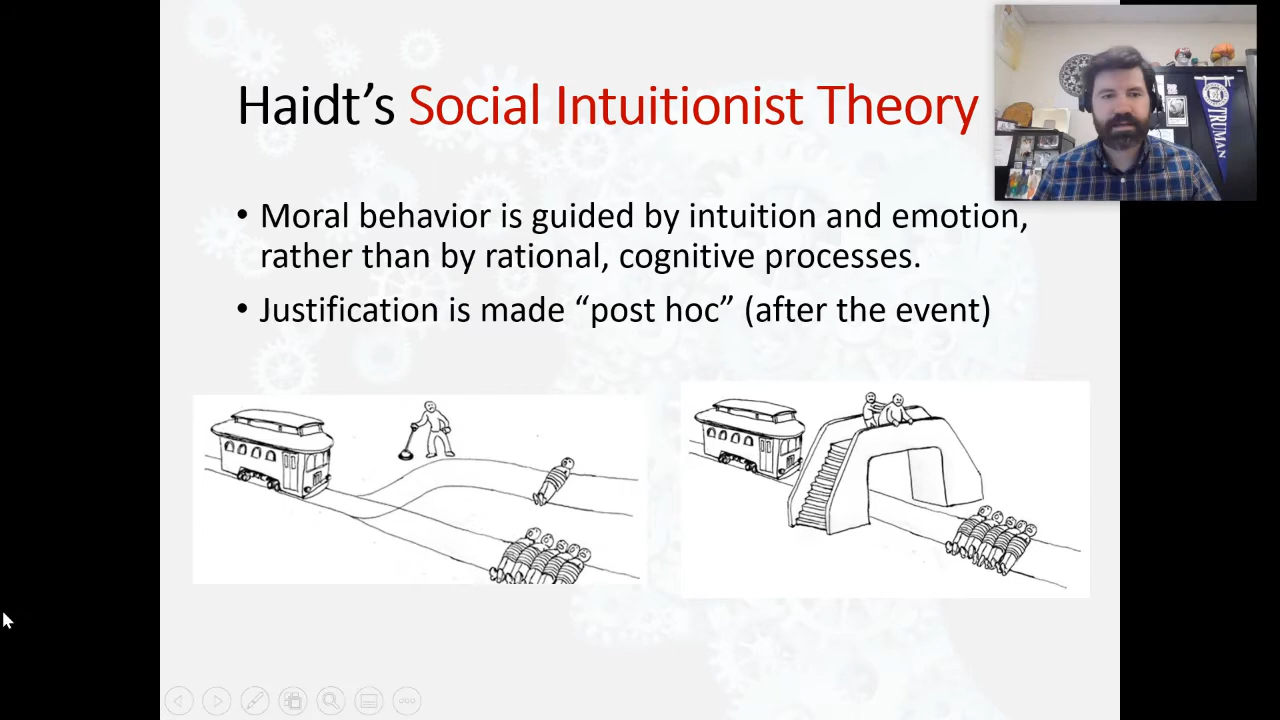 Haidt’s Social Intuitionist Theory
• Moral behavior is guided by intuition and emotion,
rather than by rational, cognitive processes.
• Justification is made “post hoc” (after the event)
TRUMAN